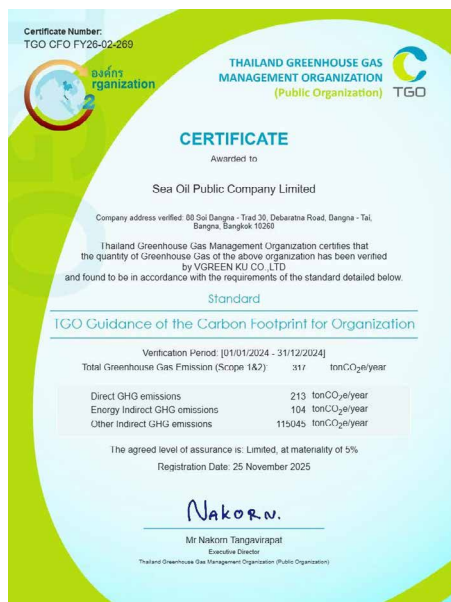 Certificate Number:
TGO CFO FY26-02-269
องค์กร
rganization
2
THAILAND GREENHOUSE GAS
MANAGEMENT ORGANIZATION
(Public Organization)
TGO
CERTIFICATE
Awarded to
Sea Oil Public Company Limited
Company address verified: 88 Soi Bangna - Trad 30, Debaratna Road, Bangna - Tai,
Bangna, Bangkok 10260
Thailand Greenhouse Gas Management Organization certifies that
the quantity of Greenhouse Gas of the above organization has been verified
by VGREEN KU CO.,LTD
and found to be in accordance with the requirements of the standard detailed below.
Standard
TGO Guidance of the Carbon Footprint for Organization
Verification Period: [01/01/2024 - 31/12/2024]
Total Greenhouse Gas Emission (Scope 1&2): 317 tonCO2e/year
Direct GHG emissions 213 tonCO2e/year
Energy Indirect GHG emissions 104 tonCO2e/year
Other Indirect GHG emissions 115045 tonCO2e/year
The agreed level of assurance is: Limited, at materiality of 5%
Registration Date: 25 November 2025
NAKORN.
Mr Nakorn Tangavirapat
Executive Director
Thailand Greenhouse Gas Management Organization (Public Organization)